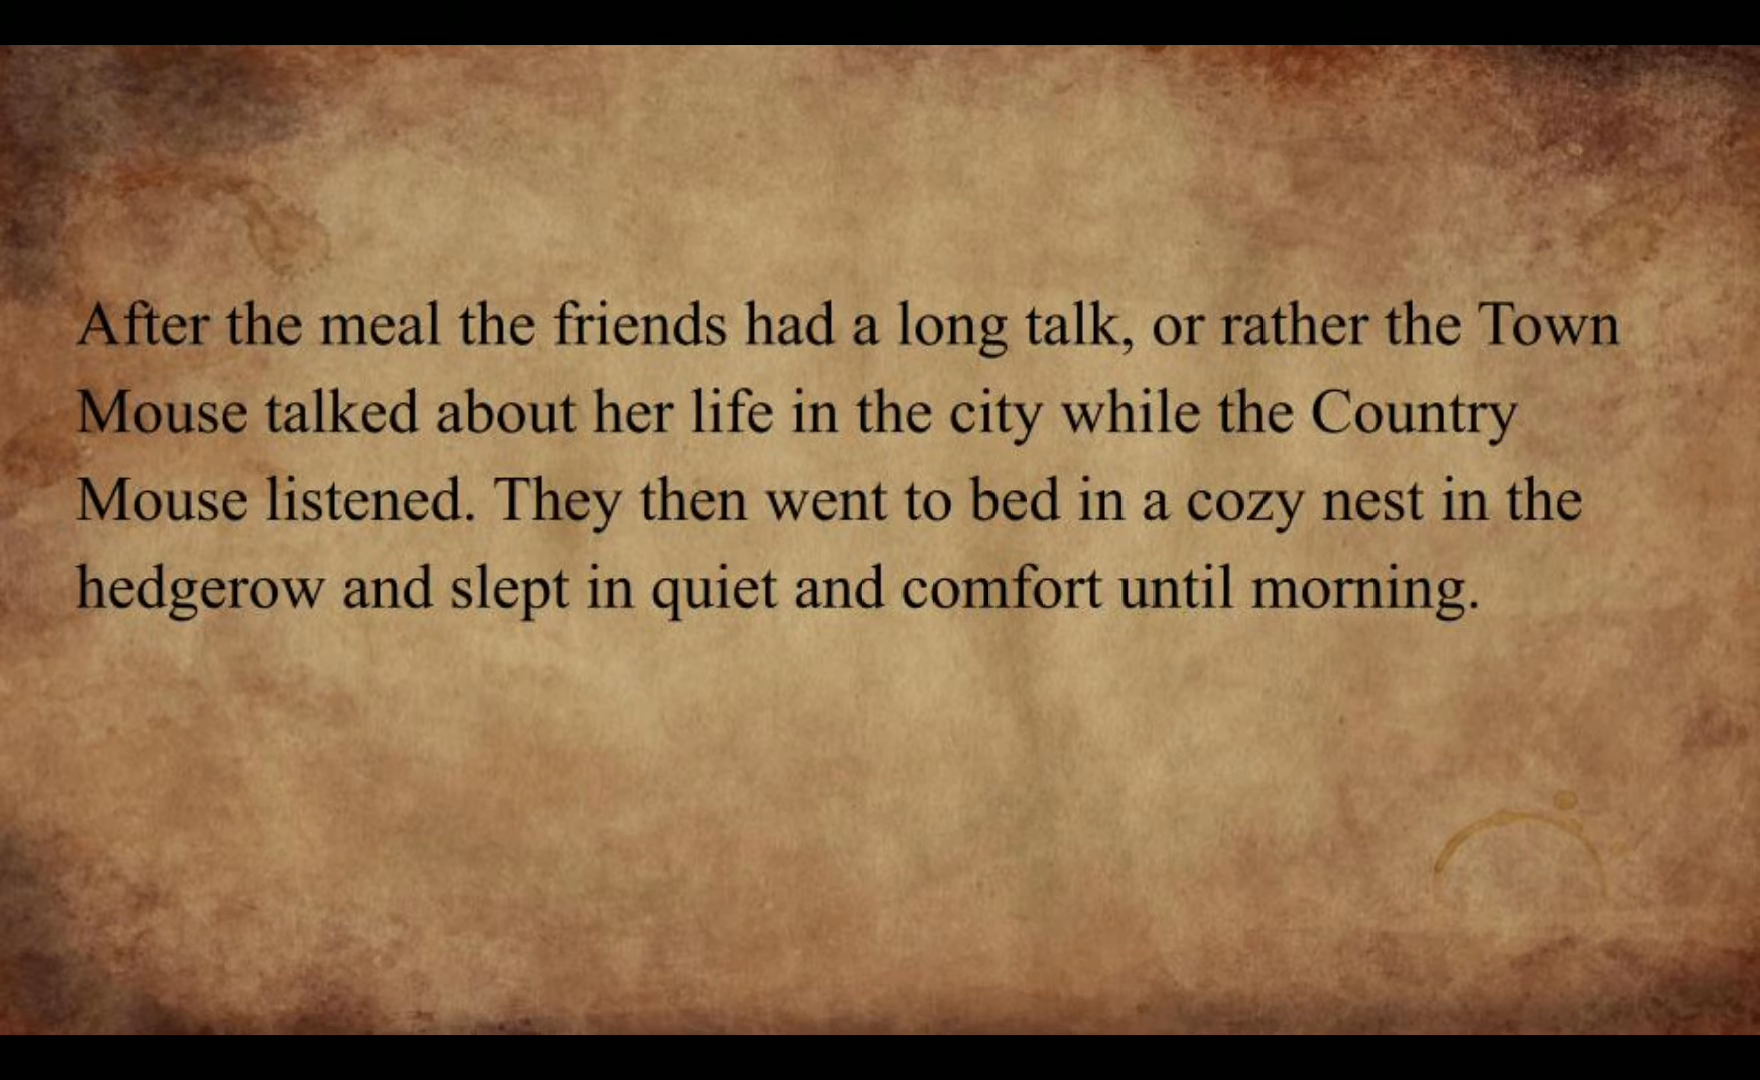 After the meal the friends had a long talk, or rather the Town
Mouse talked about her life in the city while the Country
Mouse listened. They then went to bed in a cozy nest in the
hedgerow and slept in quiet and comfort until morning.